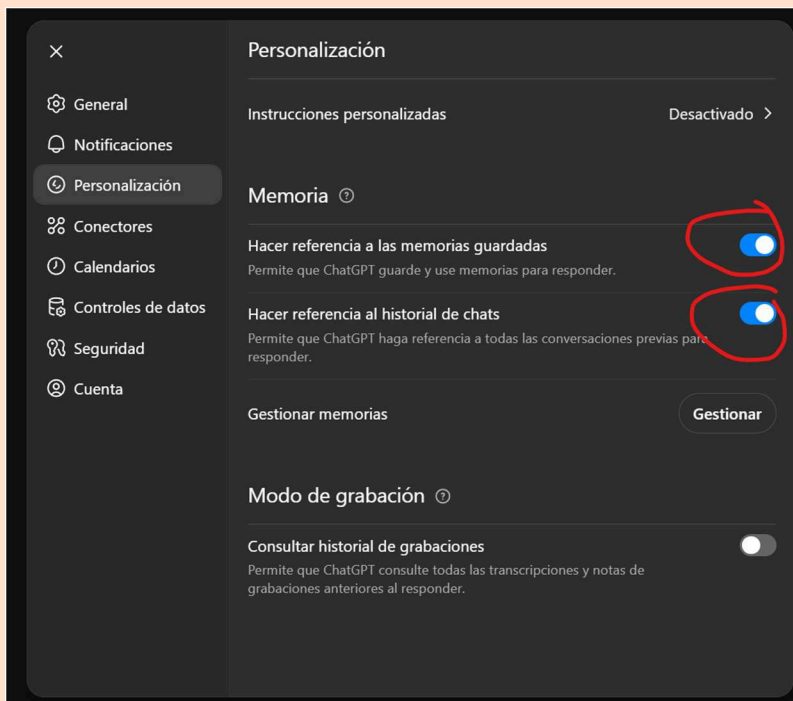 Personalización
General
Notificaciones
Personalización
Conectores
Calendarios
Controles de datos
Seguridad
Cuenta
Instrucciones personalizadas
Desactivado
Memoria
Hacer referencia a las memorias guardadas
Permite que ChatGPT guarde y use memorias para responder.
Hacer referencia al historial de chats
Permite que ChatGPT haga referencia a todas las conversaciones previas para
responder.
Gestionar memorias
Gestionar
Modo de grabación
Consultar historial de grabaciones
Permite que ChatGPT consulte todas las transcripciones y notas de
grabaciones anteriores al responder.